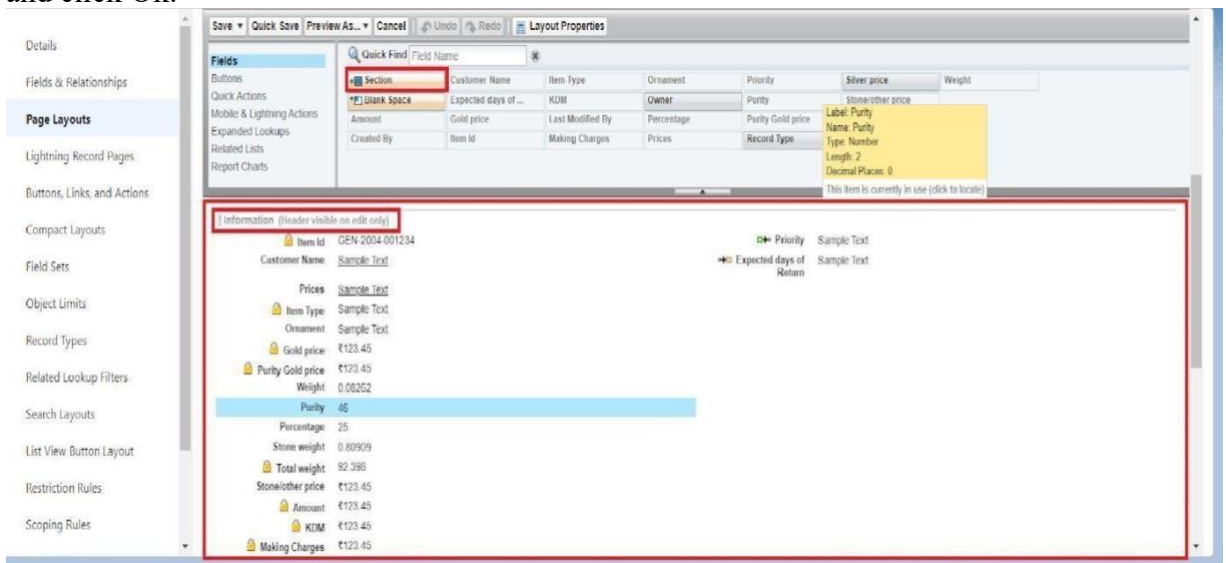 and click Ok.
Save ▼ Quick Save Preview As... ▼ Cancel Undo Redo Layout Properties
Details
Fields & Relationships
Page Layouts
Lightning Record Pages
Buttons, Links, and Actions
Compact Layouts
Field Sets
Object Limits
Record Types
Related Lookup Filters
Search Layouts
List View Button Layout
Restriction Rules
Scoping Rules
Fields
Buttons
Quick Actions
Mobile & Lightning Actions
Expanded Lookups
Related Lists
Report Charts
Quick Find Field Name
Section Customer Name Item Type Ornament Priority Silver price Weight
Blank Space Expected days of ... KDM Owner Purity Stone/other price
Amount Gold price Last Modified By Percentage Purity Gold price
Created By Item Id Making Charges Prices Record Type
Label: Purity
Name: Purity
Type: Number
Length: 2
Decimal Places: 0
This item is currently in use (click to locate)
Information (Header visible on edit only)
Item Id GEN-2004-001234
Customer Name Sample Text
Prices Sample Text
Item Type Sample Text
Ornament Sample Text
Gold price ₹123.45
Purity Gold price ₹123.45
Weight 0.08262
Purity 46
Percentage 25
Stone weight 0.80909
Total weight 92.398
Stone/other price ₹123.45
Amount ₹123.45
KDM ₹123.45
Making Charges ₹123.45
Priority Sample Text
Expected days of Sample Text
Return